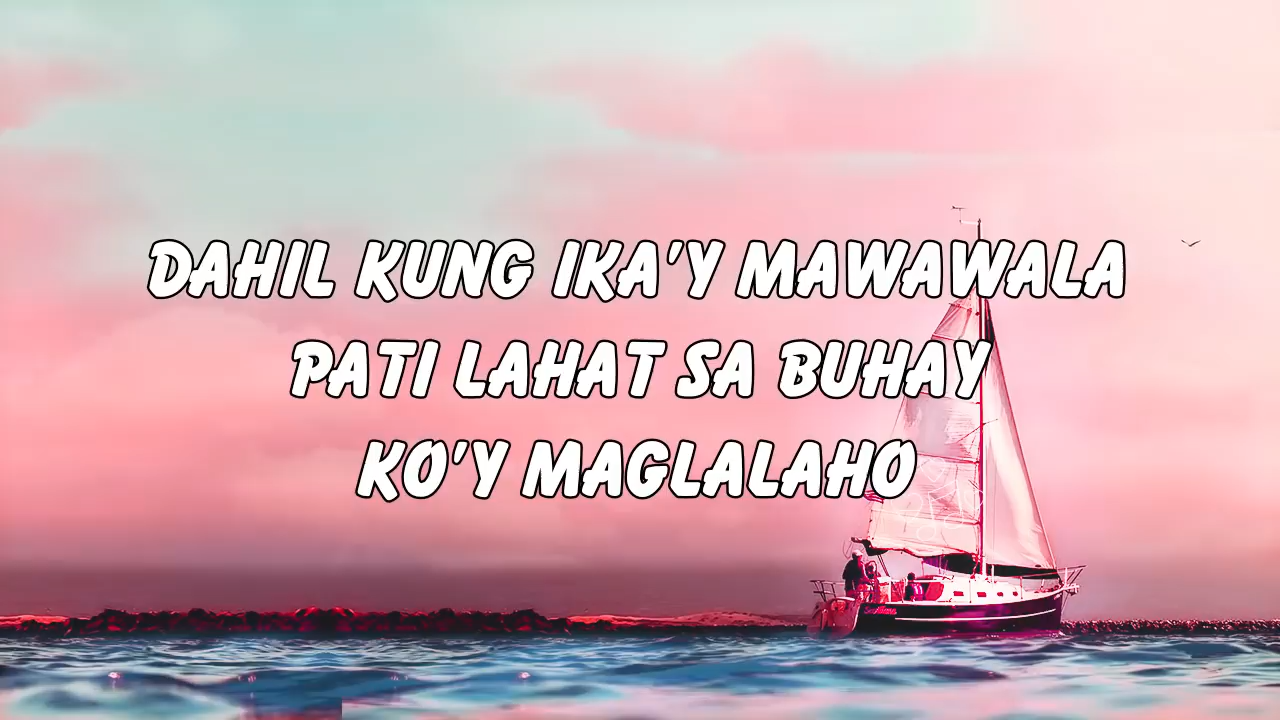 DAHIL KUNG IKA'Y MAWAWALA
PATI LAHAT SA BUHAY
KO'Y MAGLALAHO